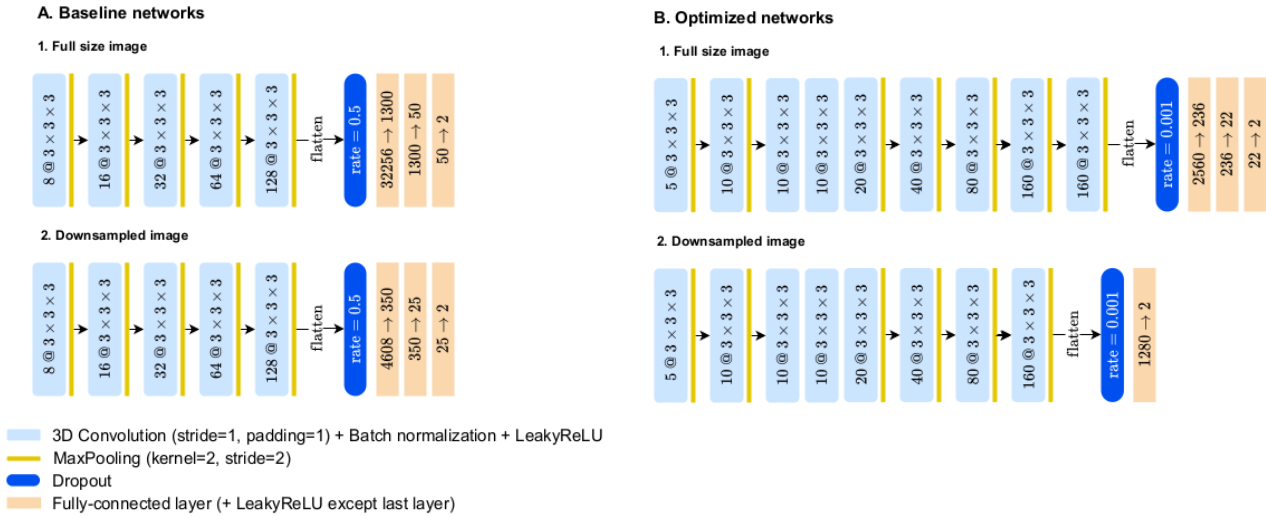 A. Baseline networks
1. Full size image
8 @ 3 × 3 × 3
16 @ 3 × 3 × 3
32 @ 3 × 3 × 3
64 @ 3 × 3 × 3
128 @ 3 × 3 × 3
flatten
rate = 0.5
32256 → 1300
1300 → 50
50 → 2
2. Downsampled image
8 @ 3 × 3 × 3
16 @ 3 × 3 × 3
32 @ 3 × 3 × 3
64 @ 3 × 3 × 3
128 @ 3 × 3 × 3
flatten
rate = 0.5
4608 → 350
350 → 25
25 → 2
3D Convolution (stride=1, padding=1) + Batch normalization + LeakyReLU
MaxPooling (kernel=2, stride=2)
Dropout
Fully-connected layer (+ LeakyReLU except last layer)
B. Optimized networks
1. Full size image
5 @ 3 × 3 × 3
10 @ 3 × 3 × 3
10 @ 3 × 3 × 3
10 @ 3 × 3 × 3
20 @ 3 × 3 × 3
40 @ 3 × 3 × 3
80 @ 3 × 3 × 3
160 @ 3 × 3 × 3
160 @ 3 × 3 × 3
flatten
rate = 0.001
2560 → 236
236 → 22
22 → 2
2. Downsampled image
5 @ 3 × 3 × 3
10 @ 3 × 3 × 3
10 @ 3 × 3 × 3
10 @ 3 × 3 × 3
20 @ 3 × 3 × 3
40 @ 3 × 3 × 3
80 @ 3 × 3 × 3
160 @ 3 × 3 × 3
flatten
rate = 0.001
1280 → 2